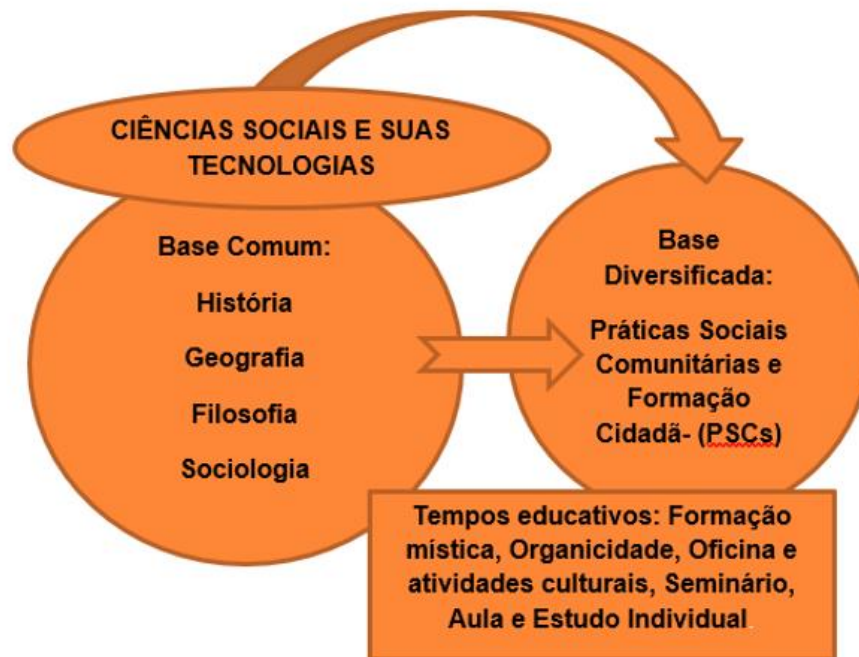 CIÊNCIAS SOCIAIS E SUAS
TECNOLOGIAS
Base Comum:
História
Geografia
Filosofia
Sociologia
Base
Diversificada:
Práticas Sociais
Comunitárias e
Formação
Cidadã- (PSCs)
Tempos educativos: Formação
mística, Organicidade, Oficina e
atividades culturais, Seminário,
Aula e Estudo Individual